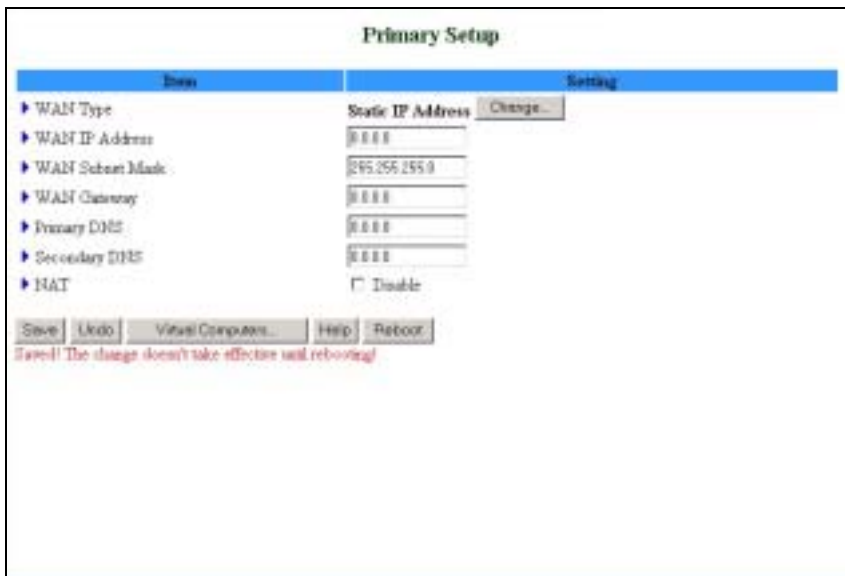 Primary Setup
Item Setting
WAN Type Static IP Address Change...
WAN IP Address 0.0.0.0
WAN Subnet Mask 255.255.255.0
WAN Gateway 0.0.0.0
Primary DNS 0.0.0.0
Secondary DNS 0.0.0.0
NAT Disable
Save Undo Virtual Computers... Help Reboot
Saved! The change doesn't take effective until rebooting!